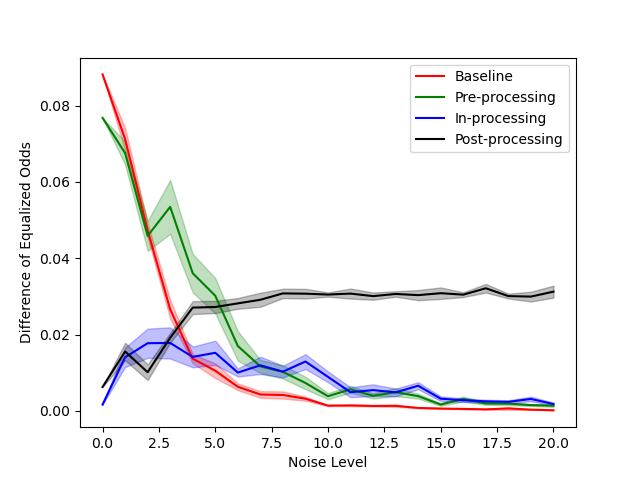 Baseline
Pre-processing
In-processing
Post-processing
Difference of Equalized Odds
0.08
0.06
0.04
0.02
0.00
0.0 2.5 5.0 7.5 10.0 12.5 15.0 17.5 20.0
Noise Level